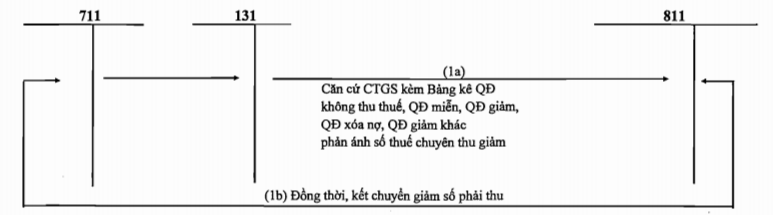 711 131 811
(1a)
Căn cứ CTGS kèm Bảng kê QĐ
không thu thuế, QĐ miễn, QĐ giảm,
QĐ xóa nợ, QĐ giảm khác
phản ánh số thuế chuyên thu giảm
(1b) Đồng thời, kết chuyển giảm số phải thu